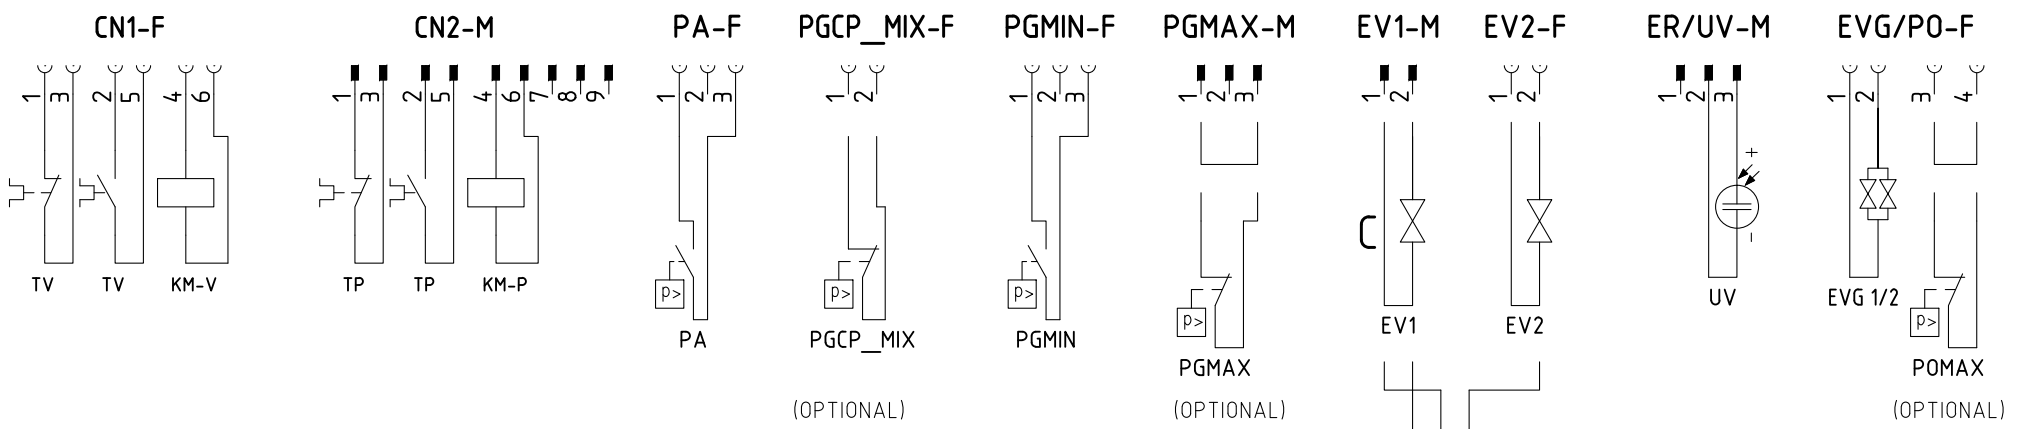 CN1-F CN2-M PA-F PGCP_MIX-F PGMIN-F PGMAX-M EV1-M EV2-F ER/UV-M EVG/PO-F
1 3 2 5 4 6 1 3 2 5 4 6 7 8 9 1 2 3 1 2 1 2 3 1 2 3 1 2 1 2 1 2 3 1 2 3 4
+
C
-
TV TV KM-V TP TP KM-P p> p> p> UV EVG 1/2
p> EV1 EV2 p>
PA PGCP_MIX PGMIN
PGMAX POMAX
(OPTIONAL) (OPTIONAL) (OPTIONAL)